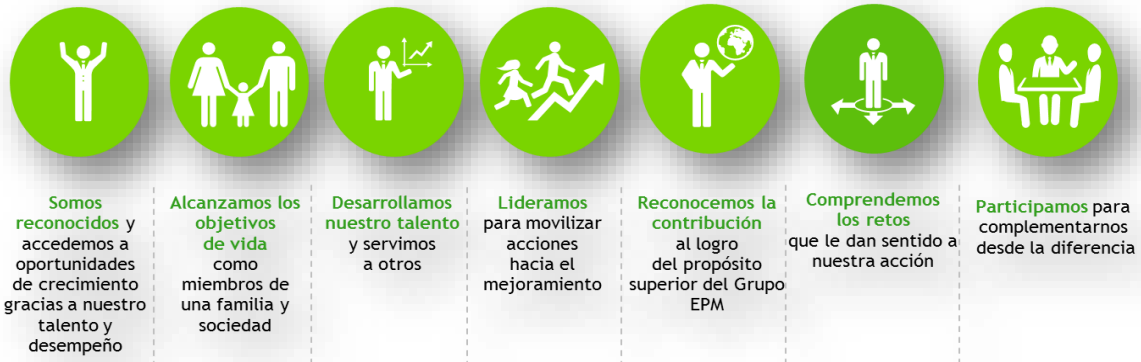 Somos
reconocidos y
accedemos a
oportunidades
de crecimiento
gracias a nuestro
talento y
desempeño
Alcanzamos los
objetivos
de vida
como
miembros de
una familia y
sociedad
Desarrollamos
nuestro talento
y servimos
a otros
Lideramos
para movilizar
acciones
hacia el
mejoramiento
Reconocemos la
contribución
al logro
del propósito
superior del Grupo
EPM
Comprendemos
los retos
que le dan sentido a
nuestra acción
Participamos para
complementarnos
desde la diferencia